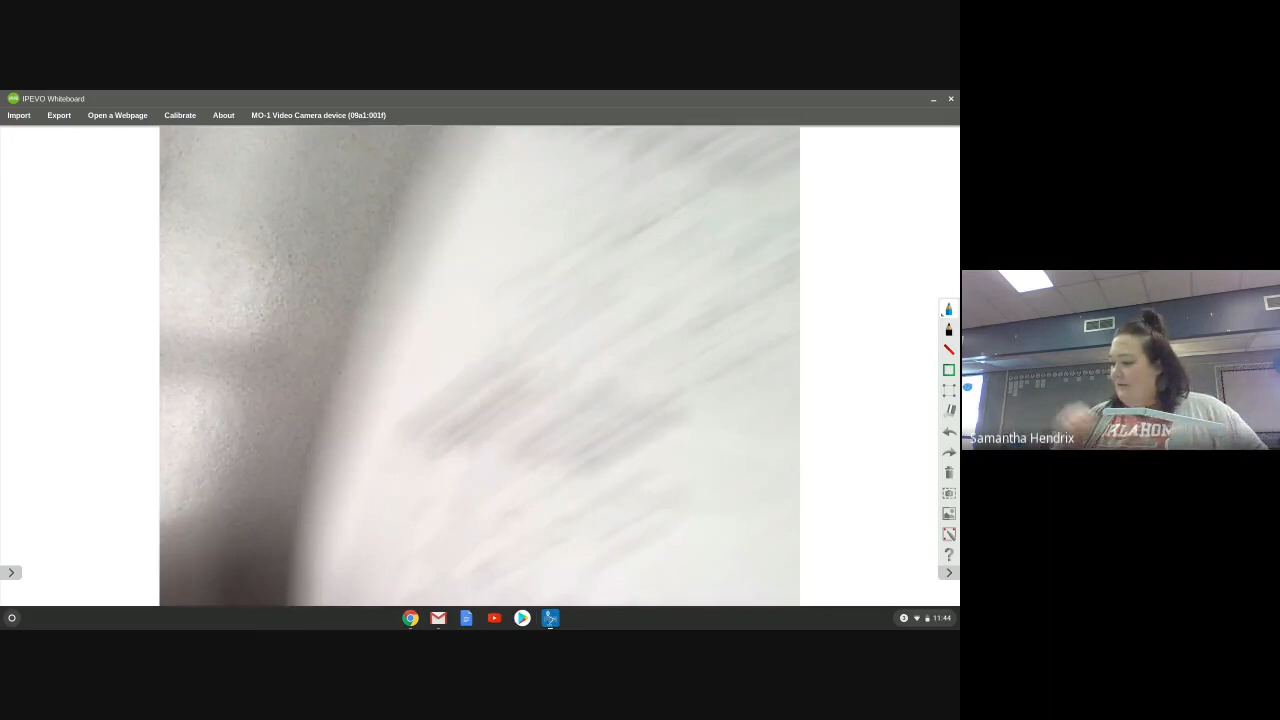 IPEVO Whiteboard
Import Export Open a Webpage Calibrate About MO-1 Video Camera device (09a1:001f)
Samantha Hendrix
KLAHOM
11:44